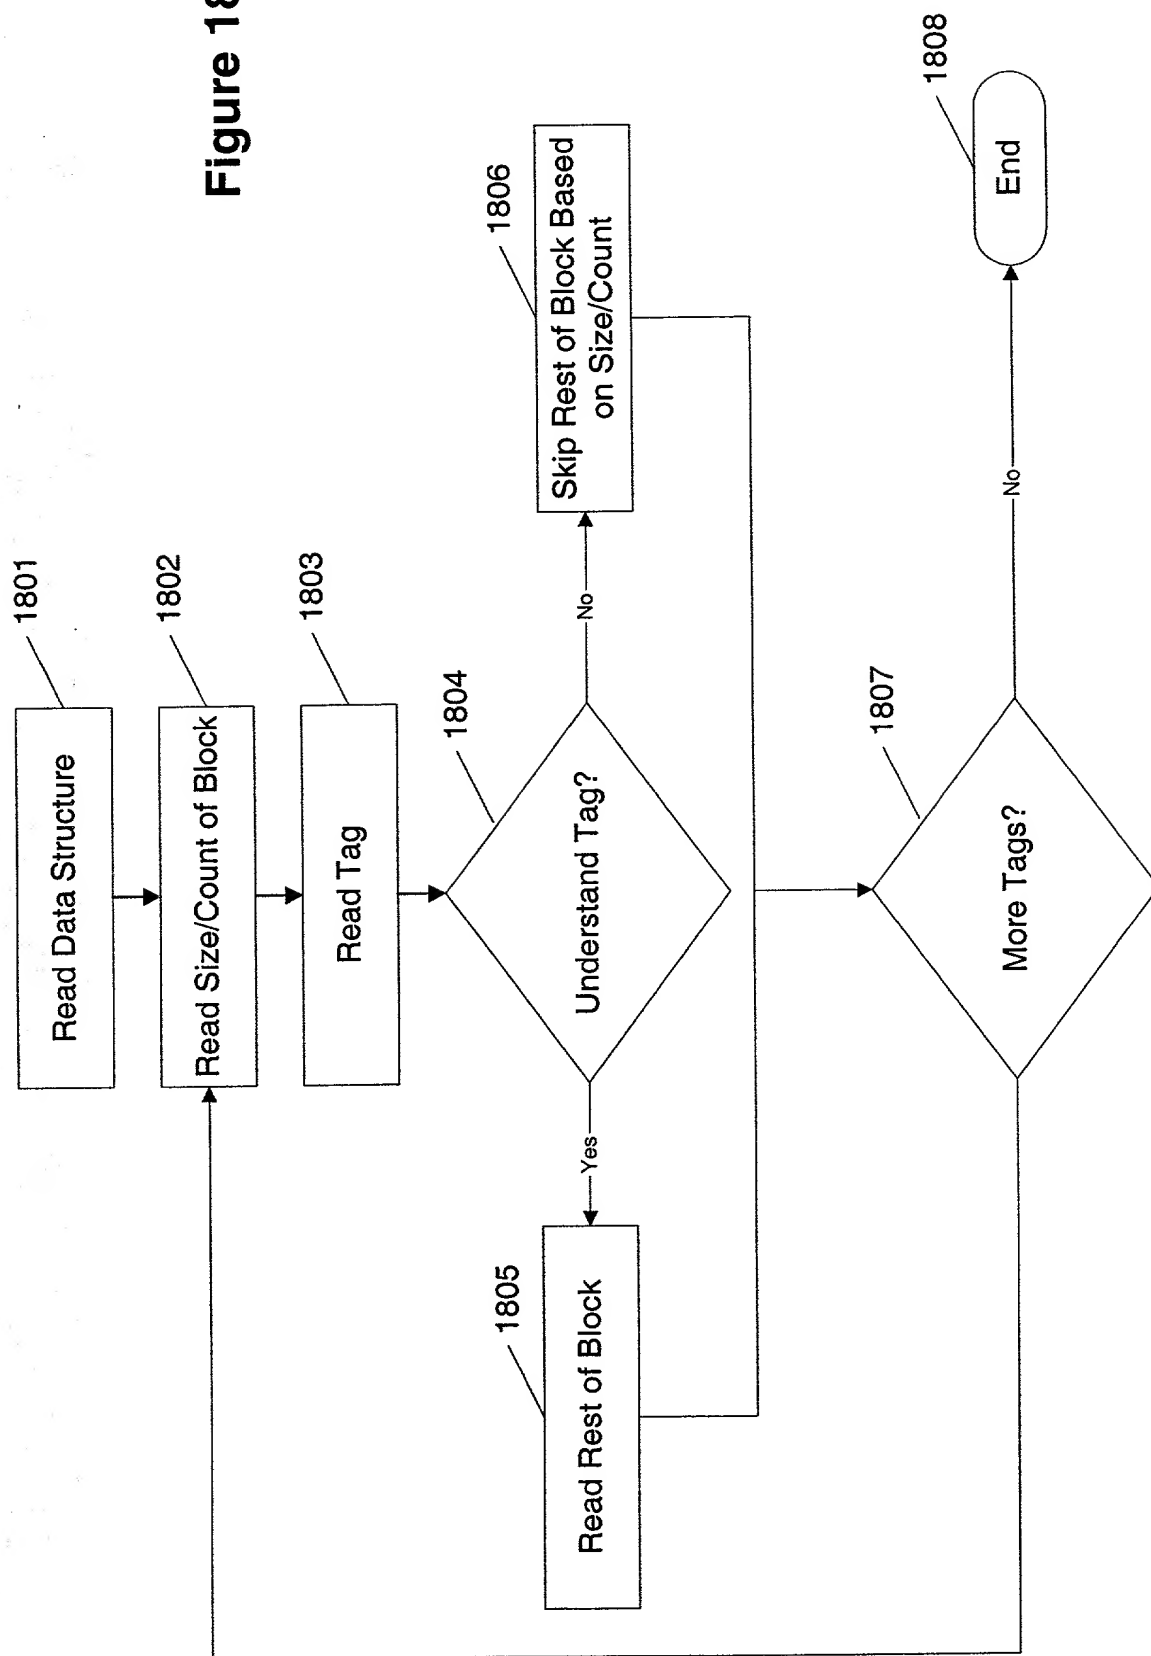 Figure 18
1801
Read Data Structure
1802
Read Size/Count of Block
1803
Read Tag
1804
Understand Tag?
Yes
No
1805
Read Rest of Block
1806
Skip Rest of Block Based
on Size/Count
1807
More Tags?
No
1808
End